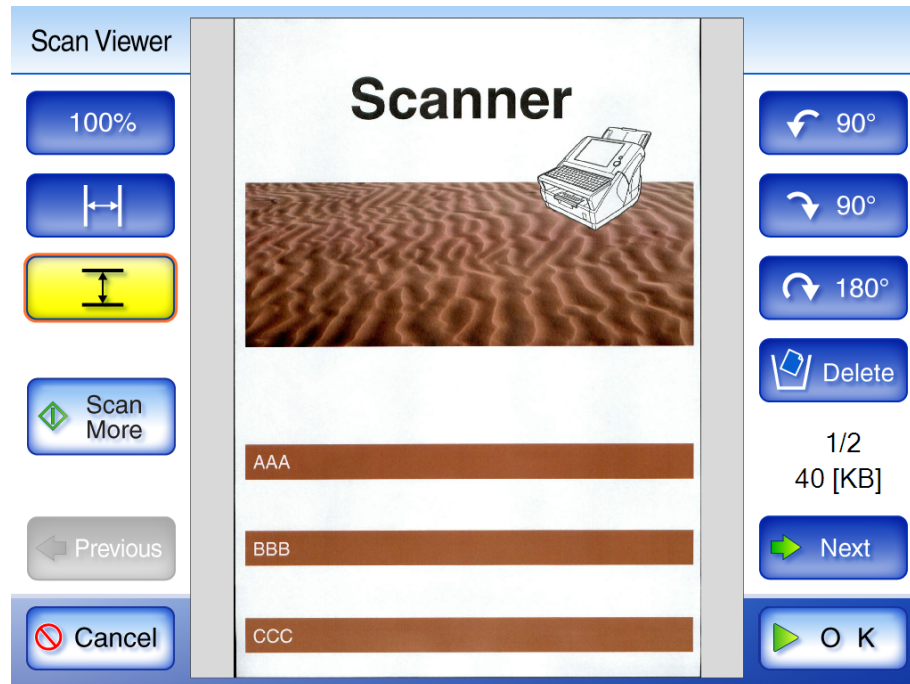 Scan Viewer
100%
Scan
More
Previous
Cancel
Scanner
AAA
BBB
CCC
90°
90°
180°
Delete
1/2
40 [KB]
Next
O K